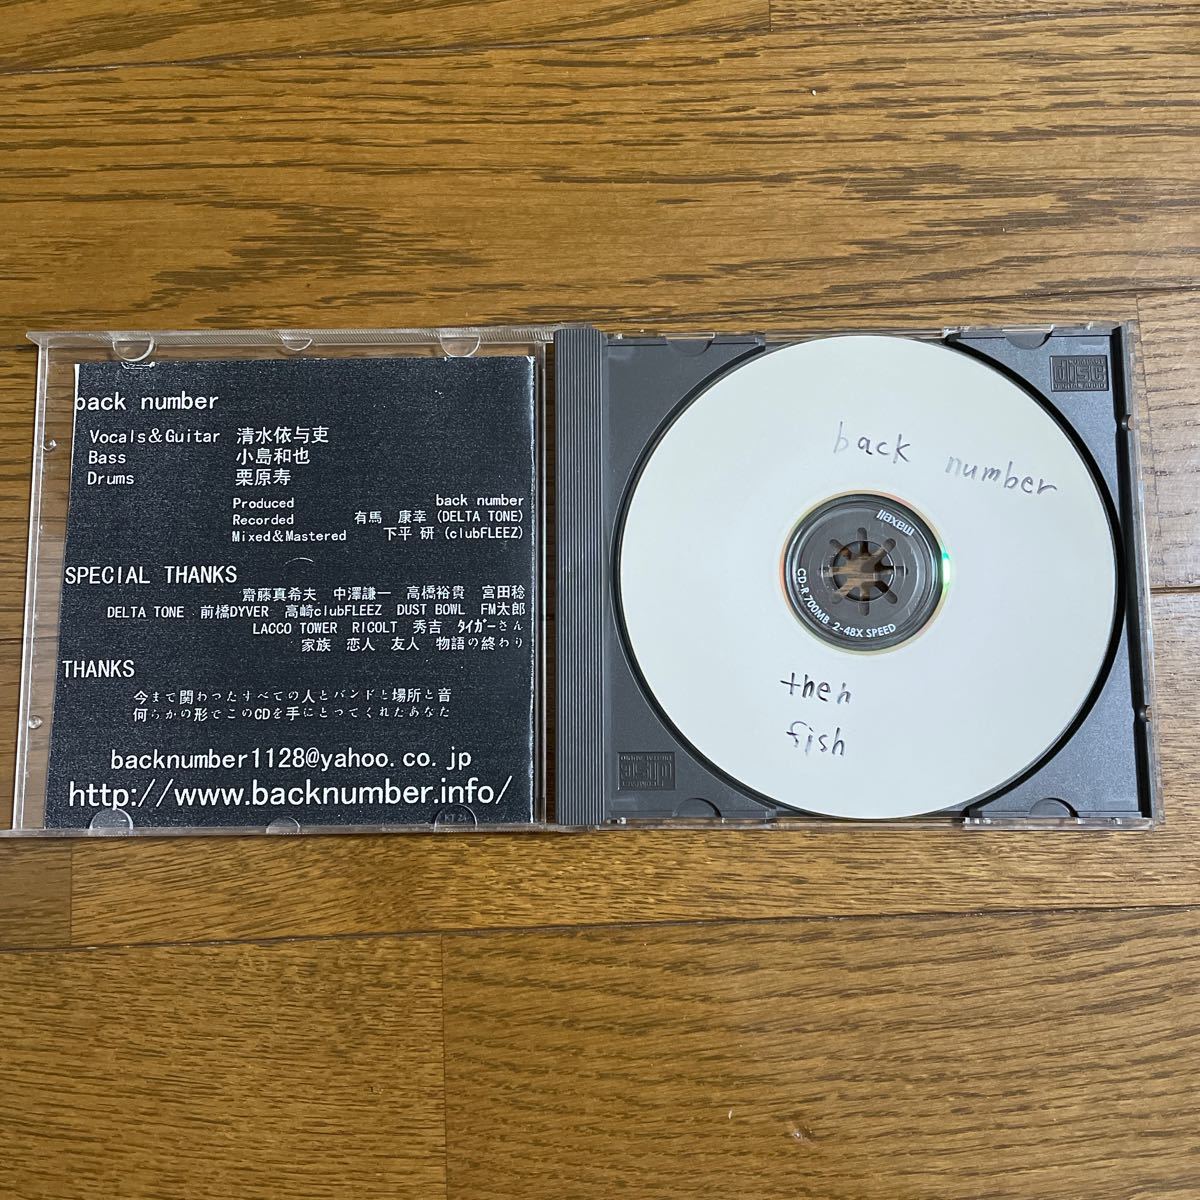 back number
Vocals&Guitar 清水依与吏
Bass 小島和也
Drums 栗原寿
Produced back number
Recorded 有馬 康幸 (DELTA TONE)
Mixed&Mastered 下平 研 (clubFLEEZ)
SPECIAL THANKS
齋藤真希夫 中澤謙一 高橋裕貴 宮田稔
DELTA TONE 前橋DYVER 高崎clubFLEEZ DUST BOWL FM太郎
LACCO TOWER RICOLT 秀吉 ﾀｲｶﾞｰさん
家族 恋人 友人 物語の終わり
THANKS
今まで関わったすべての人とバンドと場所と音
何らかの形でこのCDを手にとってくれたあなた
backnumber1128@yahoo.co.jp
http://www.backnumber.info/
back number
maxell
CD-R 700MB 2-48X SPEED
then
fish
COMPACT
disc
DIGITAL AUDIO
COMPACT
disc
DIGITAL AUDIO